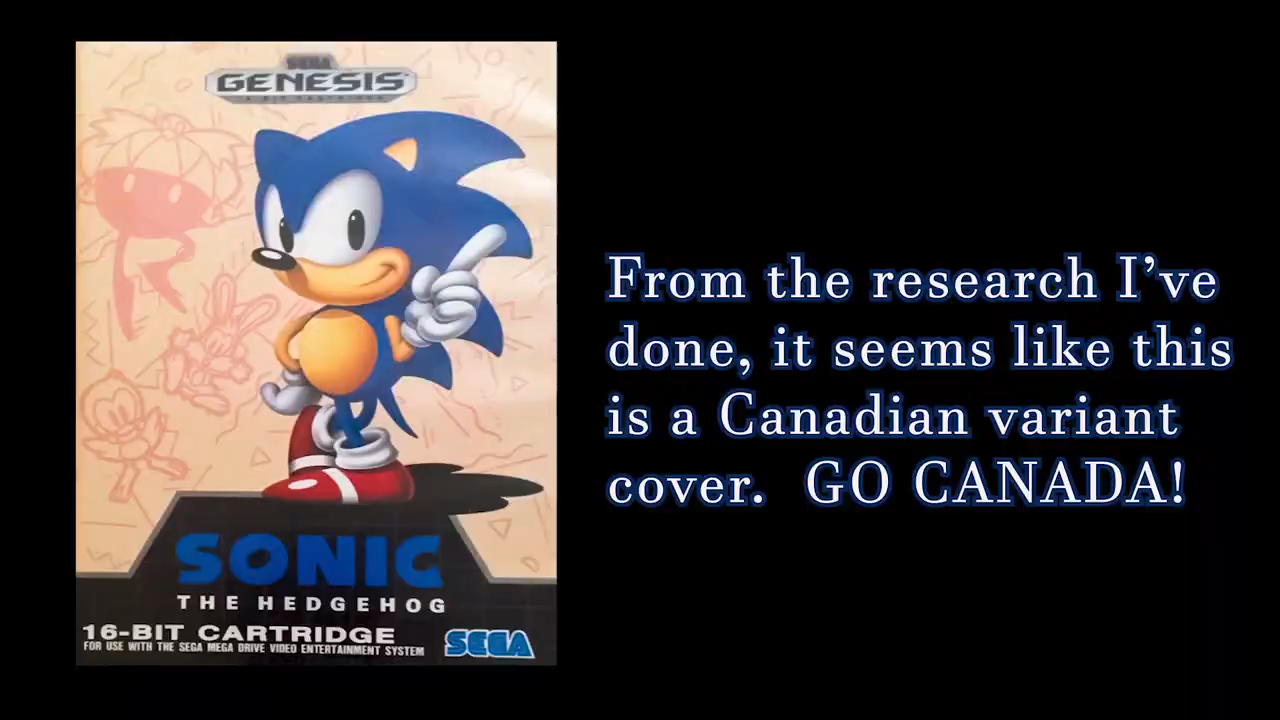 SEGA
GENESIS
From the research I’ve
done, it seems like this
is a Canadian variant
cover.  GO CANADA!
SONIC
THE HEDGEHOG
16-BIT CARTRIDGE
FOR USE WITH THE SEGA MEGA DRIVE VIDEO ENTERTAINMENT SYSTEM
SEGA